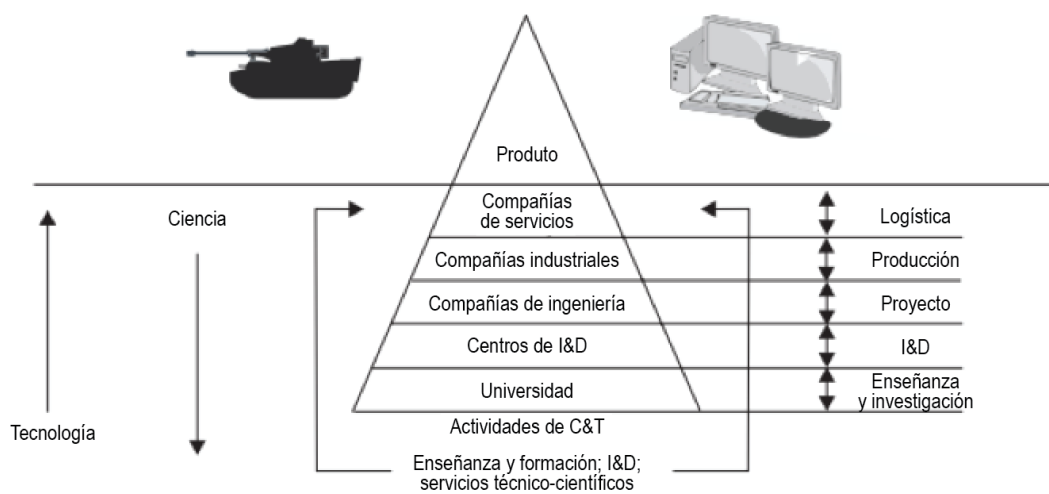 Produto
Ciencia
Compañías
de servicios
Logística
Compañías industriales
Producción
Compañías de ingeniería
Proyecto
Centros de I&D
I&D
Universidad
Enseñanza
y investigación
Tecnología
Actividades de C&T
Enseñanza y formación; I&D;
servicios técnico-científicos